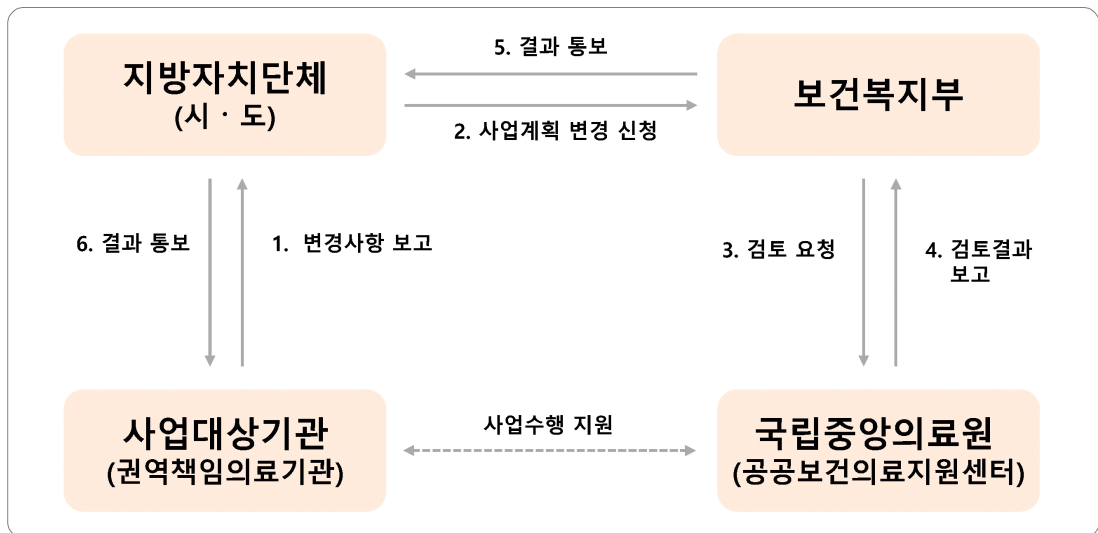 5. 결과 통보
지방자치단체
(시 · 도)
보건복지부
2. 사업계획 변경 신청
6. 결과 통보
1. 변경사항 보고
3. 검토 요청
4. 검토결과
보고
사업대상기관
(권역책임의료기관)
사업수행 지원
국립중앙의료원
(공공보건의료지원센터)